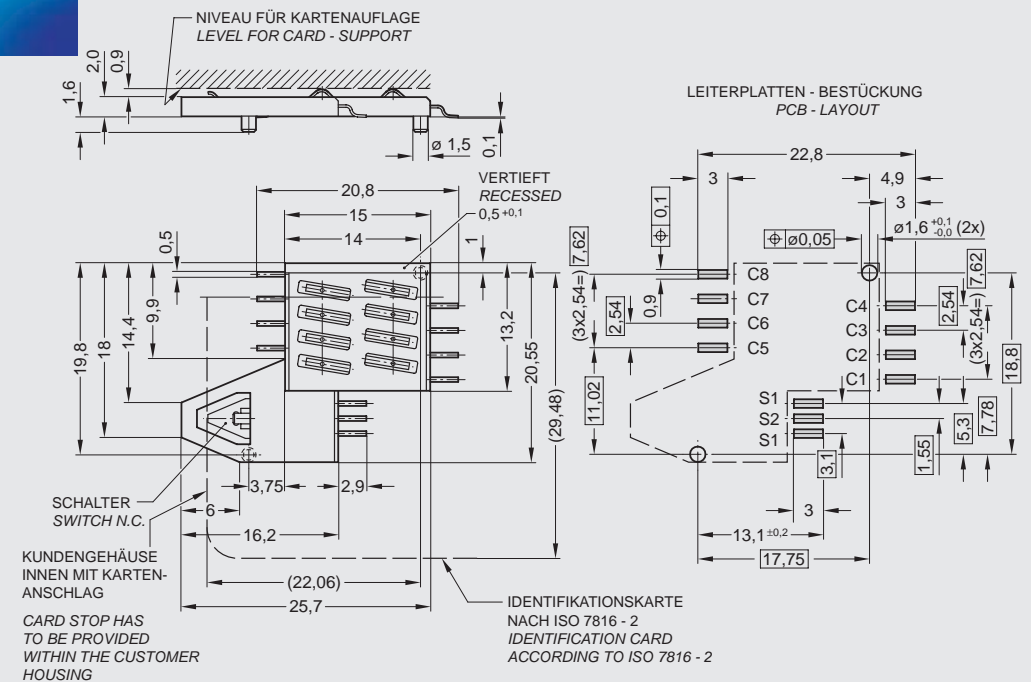 NIVEAU FÜR KARTENAUFLAGE
LEVEL FOR CARD - SUPPORT
2,0
0,9
1,6
ø 1,5
0,1
VERTIEFT
RECESSED
0,5 +0,1
20,8
15
14
1
0,5
9,9
14,4
18
19,8
13,2
20,55
(29,48)
3,75
2,9
6
16,2
(22,06)
25,7
SCHALTER
SWITCH N.C.
KUNDENGEHÄUSE
INNEN MIT KARTEN-
ANSCHLAG
CARD STOP HAS
TO BE PROVIDED
WITHIN THE CUSTOMER
HOUSING
IDENTIFIKATIONSKARTE
NACH ISO 7816 - 2
IDENTIFICATION CARD
ACCORDING TO ISO 7816 - 2
LEITERPLATTEN - BESTÜCKUNG
PCB - LAYOUT
22,8
3
4,9
3
⌖ 0,1
⌖ ø0,05
ø1,6 +0,1 -0,0 (2x)
(3x2,54=) 7,62
2,54
0,9
11,02
C8
C7
C6
C5
C4
C3
C2
C1
S1
S2
S1
2,54
(3x2,54=) 7,62
18,8
7,78
5,3
1,55
3,1
3
13,1 ±0,2
17,75